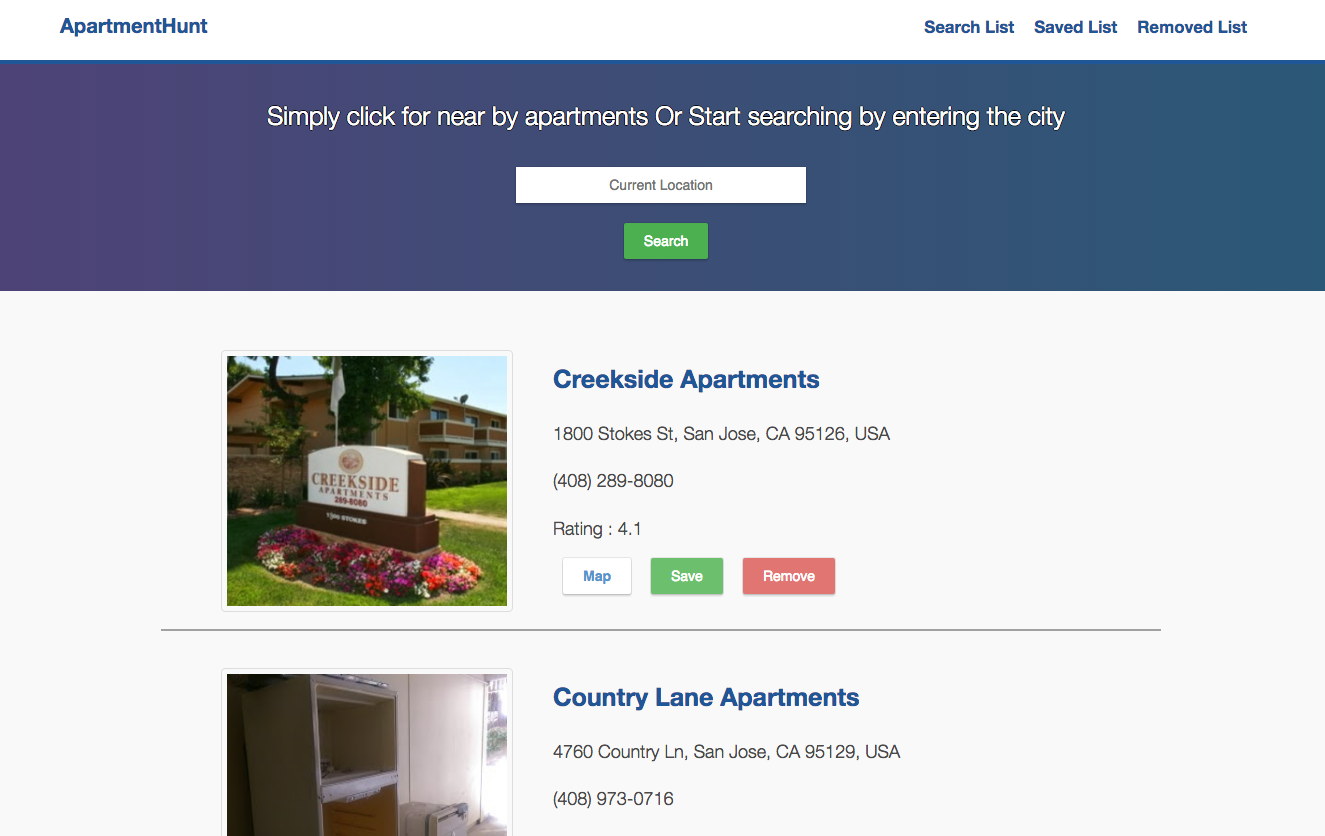 ApartmentHunt
Search List Saved List Removed List
Simply click for near by apartments Or Start searching by entering the city
Current Location
Search
CREEKSIDE
APARTMENTS
289-8080
STOKES
Creekside Apartments
1800 Stokes St, San Jose, CA 95126, USA
(408) 289-8080
Rating : 4.1
Map Save Remove
Country Lane Apartments
4760 Country Ln, San Jose, CA 95129, USA
(408) 973-0716